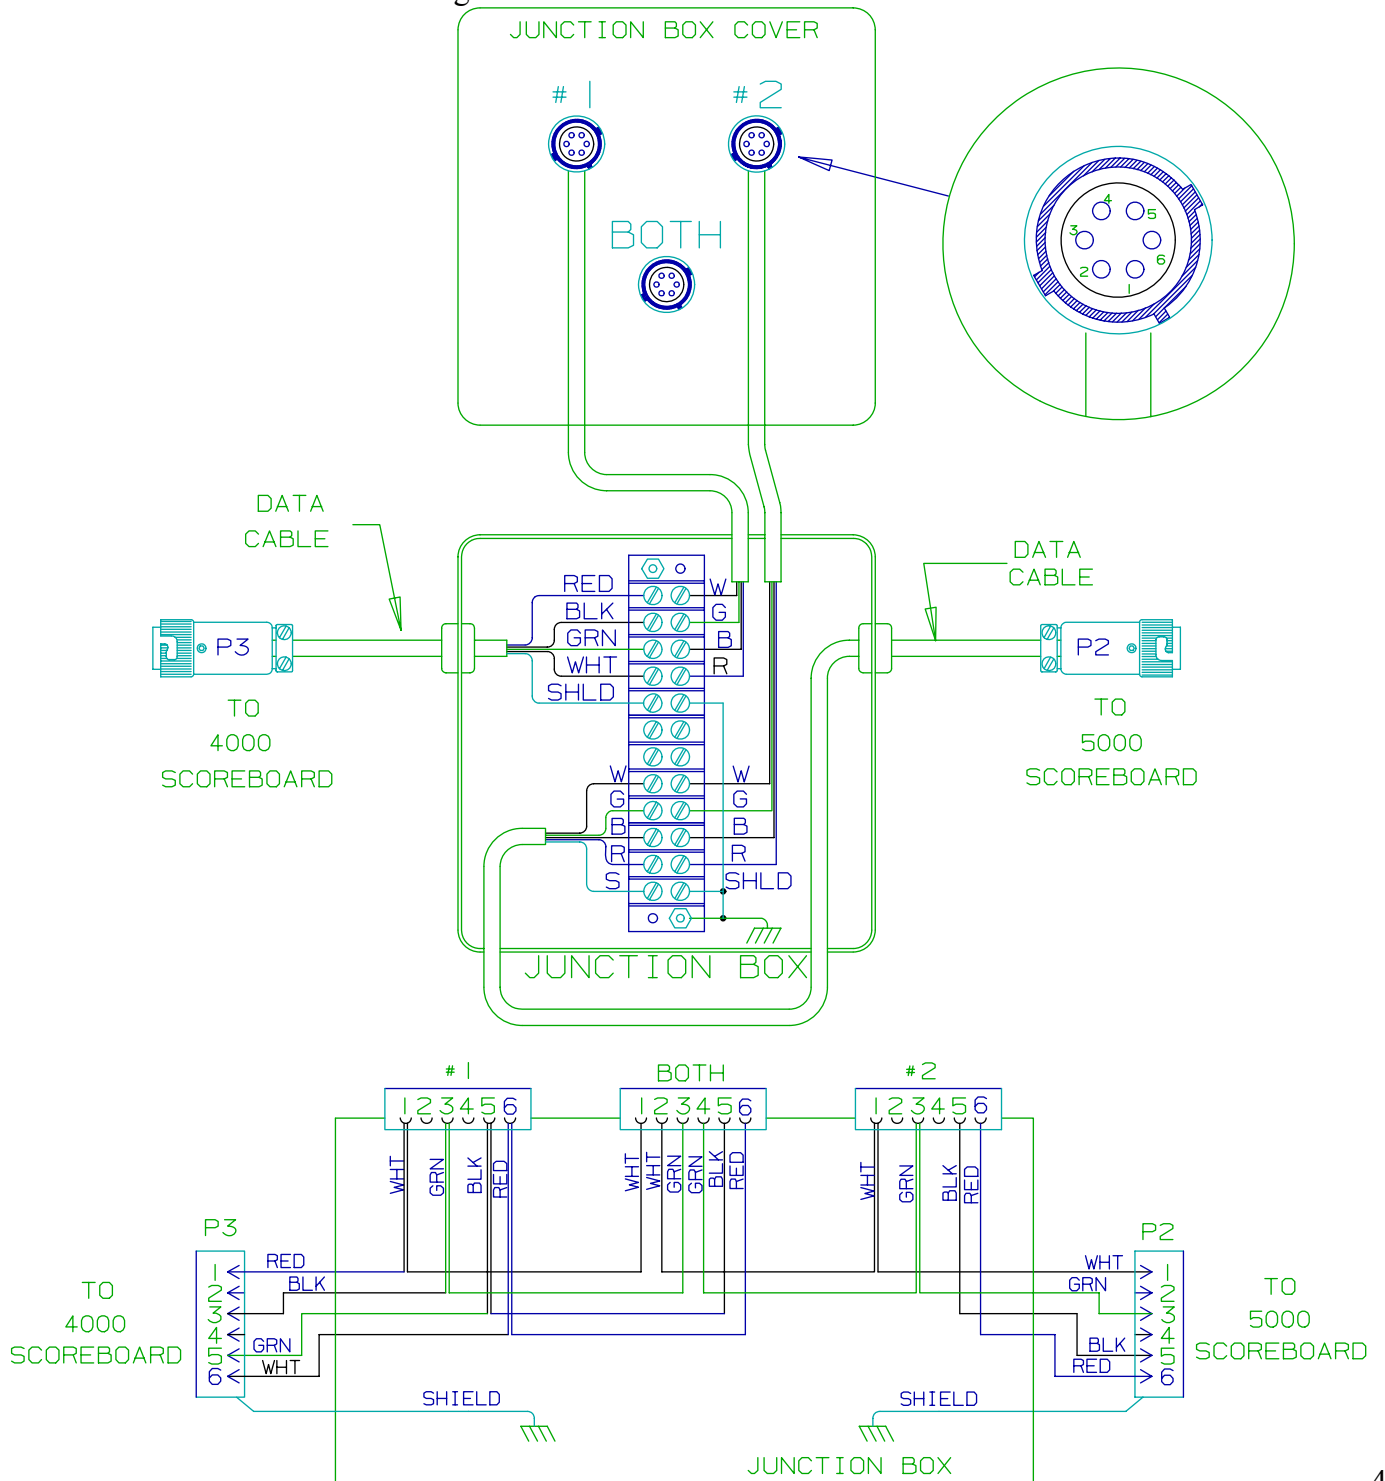 g
JUNCTION BOX COVER
#1
#2
BOTH
4
5
3
6
2
1
DATA
CABLE
DATA
CABLE
RED
W
BLK
G
GRN
B
WHT
R
SHLD
P3
P2
TO
4000
SCOREBOARD
TO
5000
SCOREBOARD
W
W
G
G
B
B
R
R
S
SHLD
JUNCTION BOX
#1
BOTH
#2
1 2 3 4 5 6
1 2 3 4 5 6
1 2 3 4 5 6
WHT
GRN
BLK
RED
WHT
WHT
GRN
GRN
BLK
RED
WHT
GRN
BLK
RED
P3
P2
TO
4000
SCOREBOARD
1
2
3
4
5
6
RED
BLK
GRN
WHT
WHT
GRN
BLK
RED
1
2
3
4
5
6
TO
5000
SCOREBOARD
SHIELD
SHIELD
JUNCTION BOX
4